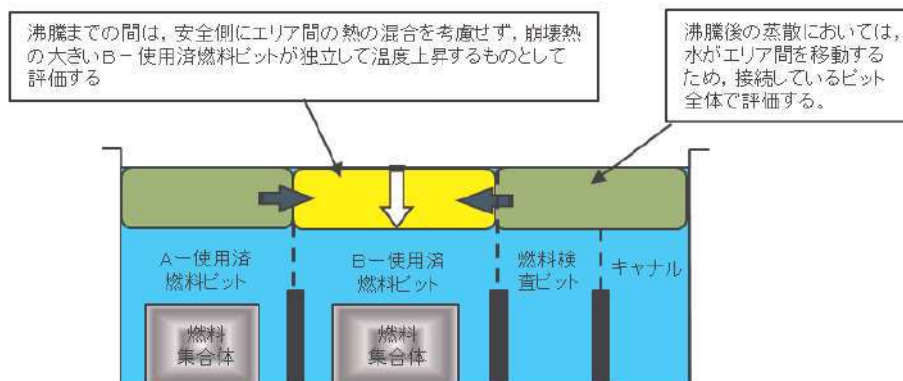 沸騰までの間は，安全側にエリア間の熱の混合を考慮せず，崩壊熱
の大きいB－使用済燃料ピットが独立して温度上昇するものとして
評価する
沸騰後の蒸散においては，
水がエリア間を移動する
ため，接続しているピット
全体で評価する。
A－使用済
燃料ピット
B－使用済
燃料ピット
燃料検
査ピット
キャナル
燃料
集合体
燃料
集合体